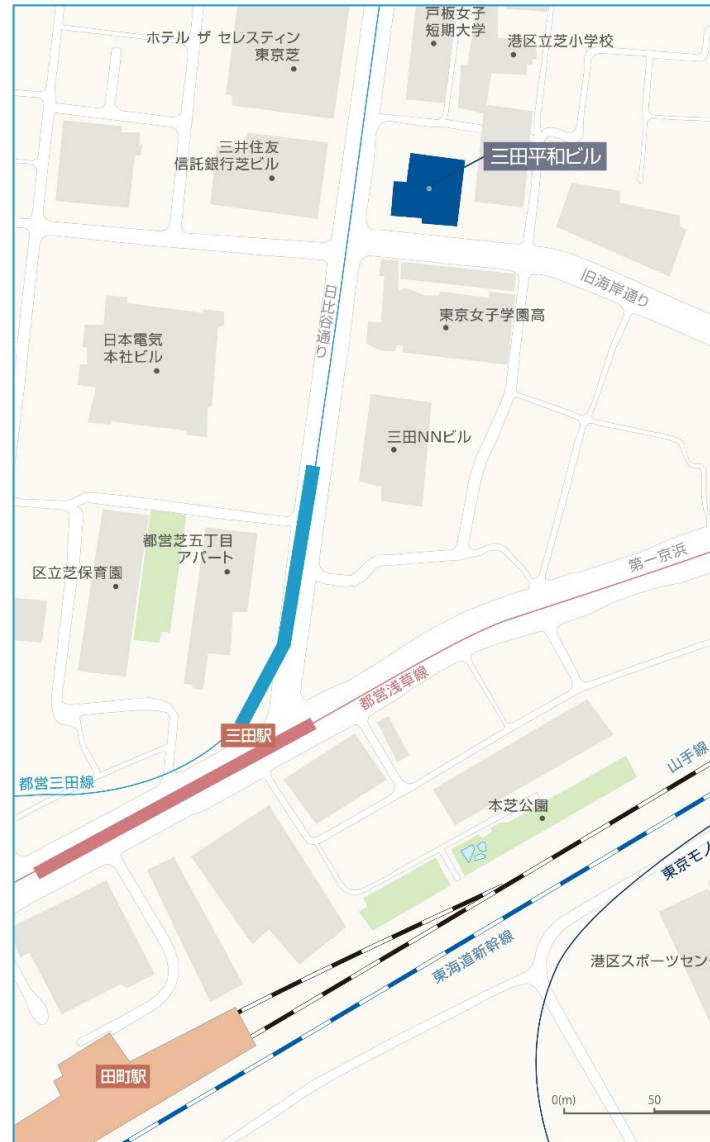 戸板女子
短期大学
ホテル ザ セレスティン
東京芝
港区立芝小学校
三井住友
信託銀行芝ビル
三田平和ビル
日比谷通り
旧海岸通り
東京女子学園高
日本電気
本社ビル
三田NNビル
都営芝五丁目
アパート
区立芝保育園
第一京浜
都営浅草線
三田駅
都営三田線
山手線
本芝公園
東京モノ
東海道新幹線
港区スポーツセン
田町駅
0(m)
50